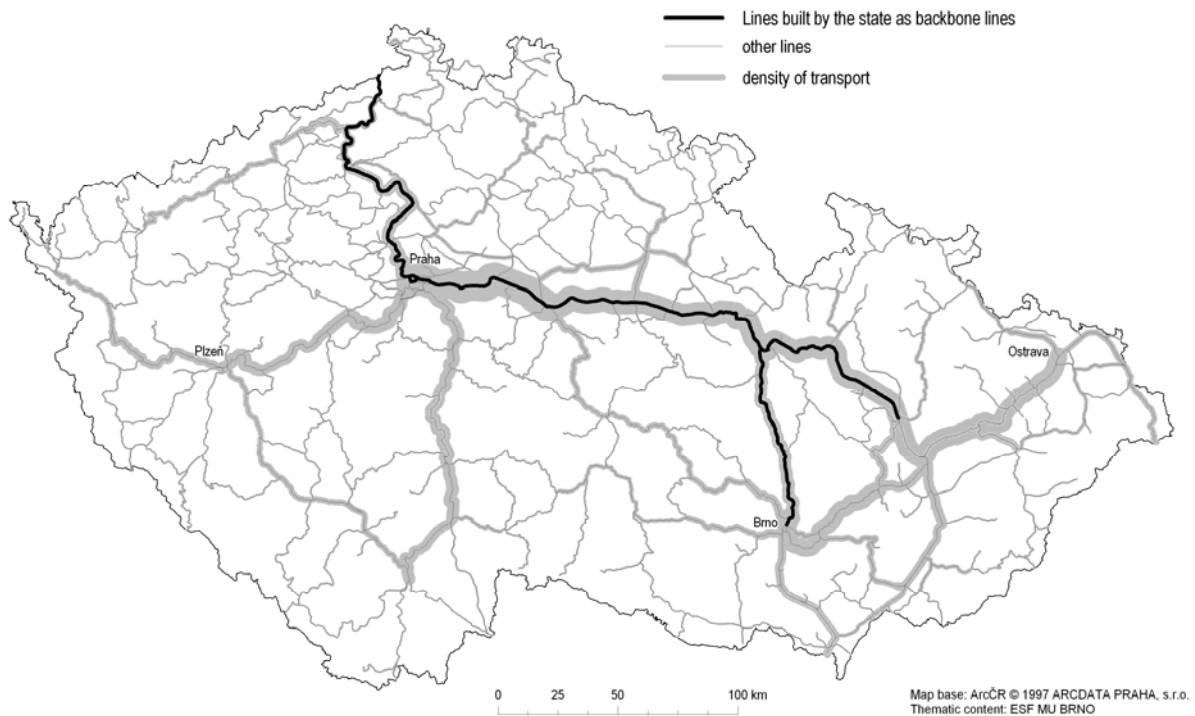 Lines built by the state as backbone lines
other lines
density of transport
Praha
Plzeň
Ostrava
Brno
0 25 50 100 km
Map base: ArcČR © 1997 ARCDATA PRAHA, s.r.o.
Thematic content: ESF MU BRNO